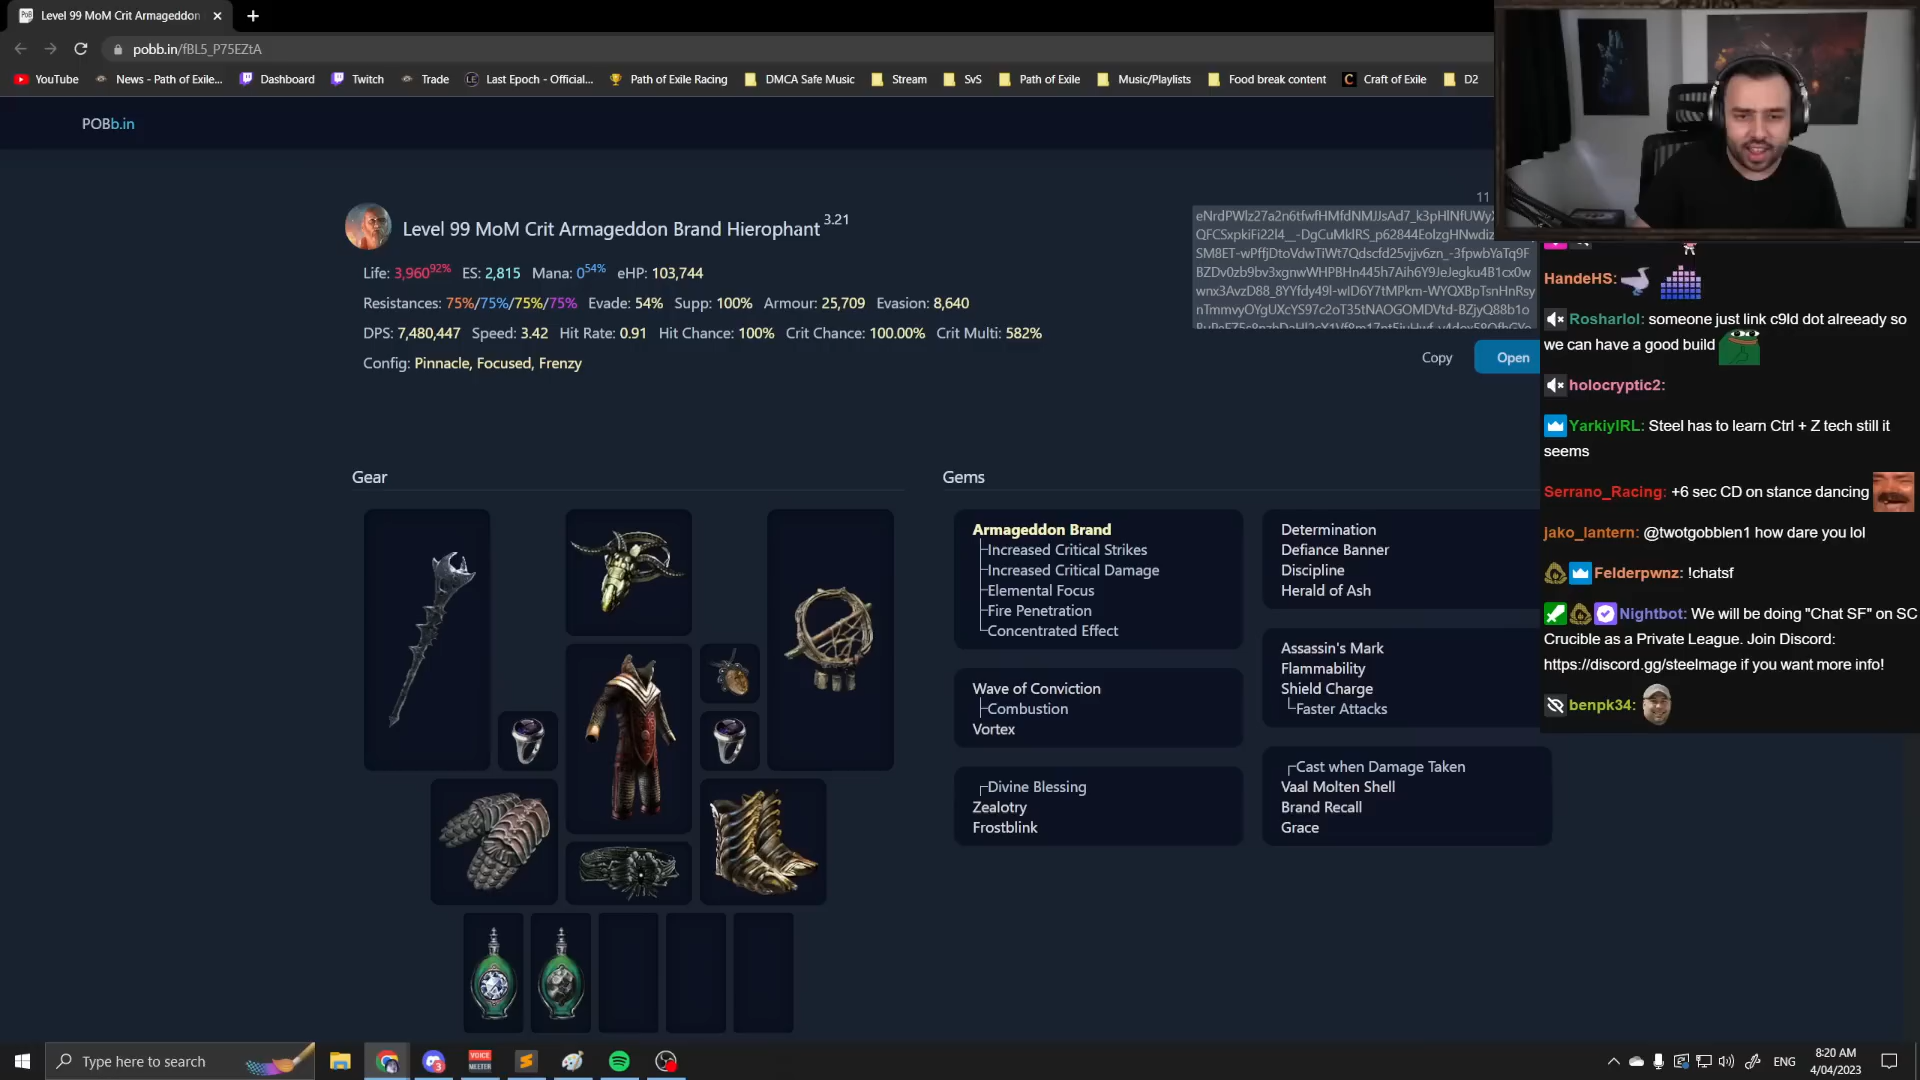 Level 99 MoM Crit Armageddon
pobb.in/fBL5_P75EZtA
YouTube
News - Path of Exile...
Dashboard
Twitch
Trade
Last Epoch - Official...
Path of Exile Racing
DMCA Safe Music
Stream
SvS
Path of Exile
Music/Playlists
Food break content
Craft of Exile
D2
POBb.in
Level 99 MoM Crit Armageddon Brand Hierophant 3.21
Life: 3,960 92% ES: 2,815 Mana: 0 54% eHP: 103,744
Resistances: 75%/75%/75%/75% Evade: 54% Supp: 100% Armour: 25,709 Evasion: 8,640
DPS: 7,480,447 Speed: 3.42 Hit Rate: 0.91 Hit Chance: 100% Crit Chance: 100.00% Crit Multi: 582%
Config: Pinnacle, Focused, Frenzy
11
Copy
Open
Gear
Gems
Armageddon Brand
Increased Critical Strikes
Increased Critical Damage
Elemental Focus
Fire Penetration
Concentrated Effect
Wave of Conviction
Combustion
Vortex
Divine Blessing
Zealotry
Frostblink
Determination
Defiance Banner
Discipline
Herald of Ash
Assassin's Mark
Flammability
Shield Charge
Faster Attacks
Cast when Damage Taken
Vaal Molten Shell
Brand Recall
Grace
HandeHS:
Rosharlol: someone just link c9ld dot alreeady so
we can have a good build
holocryptic2:
YarkiyIRL: Steel has to learn Ctrl + Z tech still it
seems
Serrano_Racing: +6 sec CD on stance dancing
jako_lantern: @twotgobblen1 how dare you lol
Felderpwnz: !chatsf
Nightbot: We will be doing "Chat SF" on SC
Crucible as a Private League. Join Discord:
https://discord.gg/steelmage if you want more info!
benpk34:
Type here to search
VOICE
MEETER
ENG
8:20 AM
4/04/2023